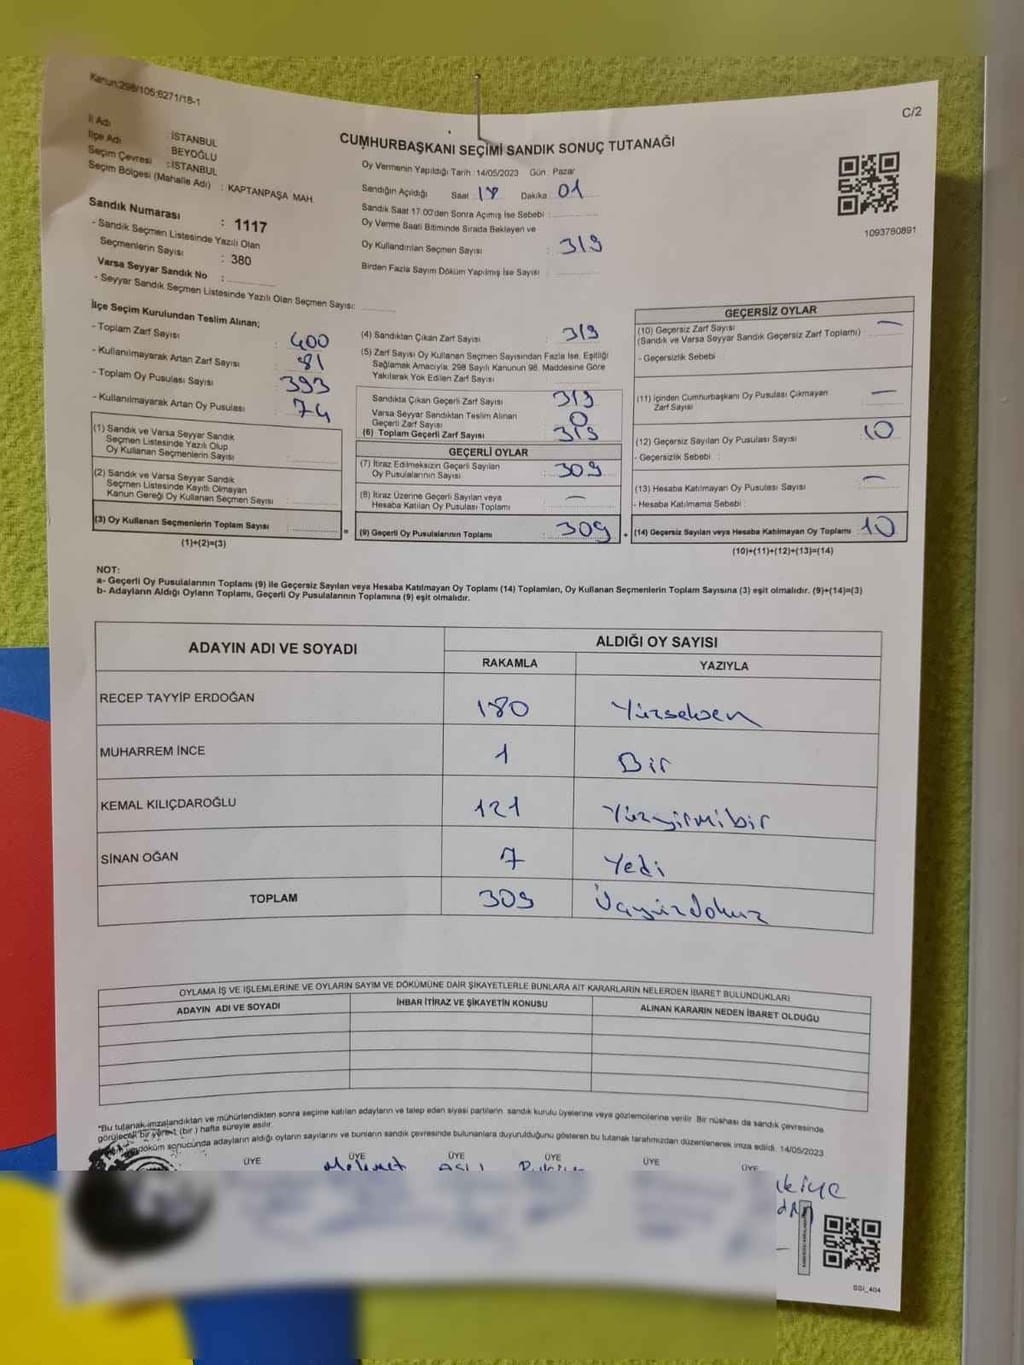 Kanun:298/105;6271/18-1
C/2
İl Adı : İSTANBUL
İlçe Adı BEYOĞLU
Seçim Çevresi : İSTANBUL
Seçim Bölgesi (Mahalle Adı) : KAPTANPAŞA MAH.
CUMHURBAŞKANI SEÇİMİ SANDIK SONUÇ TUTANAĞI
Oy Vermenin Yapıldığı Tarih : 14/05/2023 Gün : Pazar
Sandığın Açıldığı Saat 17 Dakika 01
Sandık Saat 17.00'den Sonra Açılmış İse Sebebi :
Oy Verme Saati Bitiminde Sırada Bekleyen ve
Oy Kullandırılan Seçmen Sayısı : 319
Birden Fazla Sayım Döküm Yapılmış İse Sayısı :
1093780891
Sandık Numarası : 1117
- Sandık Seçmen Listesinde Yazılı Olan
Seçmenlerin Sayısı : 380
Varsa Seyyar Sandık No :
- Seyyar Sandık Seçmen Listesinde Yazılı Olan Seçmen Sayısı:
İlçe Seçim Kurulundan Teslim Alınan;
- Toplam Zarf Sayısı : 400
- Kullanılmayarak Artan Zarf Sayısı : 81
- Toplam Oy Pusulası Sayısı : 393
- Kullanılmayarak Artan Oy Pusulası : 74
(1) Sandık ve Varsa Seyyar Sandık
Seçmen Listesinde Yazılı Olup
Oy Kullanan Seçmenlerin Sayısı :
(2) Sandık ve Varsa Seyyar Sandık
Seçmen Listesinde Kayıtlı Olmayan
Kanun Gereği Oy Kullanan Seçmen Sayısı :
(3) Oy Kullanan Seçmenlerin Toplam Sayısı :
(1)+(2)=(3)
(4) Sandıktan Çıkan Zarf Sayısı : 319
(5) Zarf Sayısı Oy Kullanan Seçmen Sayısından Fazla İse, Eşitliği
Sağlamak Amacıyla, 298 Sayılı Kanunun 98. Maddesine Göre
Yakılarak Yok Edilen Zarf Sayısı :
Sandıkta Çıkan Geçerli Zarf Sayısı : 319
Varsa Seyyar Sandıktan Teslim Alınan
Geçerli Zarf Sayısı : 0
(6) Toplam Geçerli Zarf Sayısı : 319
GEÇERLİ OYLAR
(7) İtiraz Edilmeksizin Geçerli Sayılan
Oy Pusulalarının Sayısı : 309
(8) İtiraz Üzerine Geçerli Sayılan veya
Hesaba Katılan Oy Pusulası Toplamı : —
(9) Geçerli Oy Pusulalarının Toplamı : 309
GEÇERSİZ OYLAR
(10) Geçersiz Zarf Sayısı : —
(Sandık ve Varsa Seyyar Sandık Geçersiz Zarf Toplamı)
- Geçersizlik Sebebi
(11) İçinden Cumhurbaşkanı Oy Pusulası Çıkmayan
Zarf Sayısı : —
(12) Geçersiz Sayılan Oy Pusulası Sayısı : 10
- Geçersizlik Sebebi :
(13) Hesaba Katılmayan Oy Pusulası Sayısı : —
- Hesaba Katılmama Sebebi :
(14) Geçersiz Sayılan veya Hesaba Katılmayan Oy Toplamı : 10
(10)+(11)+(12)+(13)=(14)
NOT:
a- Geçerli Oy Pusulalarının Toplamı (9) ile Geçersiz Sayılan veya Hesaba Katılmayan Oy Toplamı (14) Toplamları, Oy Kullanan Seçmenlerin Toplam Sayısına (3) eşit olmalıdır. (9)+(14)=(3)
b- Adayların Aldığı Oyların Toplamı, Geçerli Oy Pusulalarının Toplamına (9) eşit olmalıdır.
ADAYIN ADI VE SOYADI ALDIĞI OY SAYISI
RAKAMLA YAZIYLA
RECEP TAYYİP ERDOĞAN 180 Yüzseksen
MUHARREM İNCE 1 Bir
KEMAL KILIÇDAROĞLU 121 Yüzyirmibir
SİNAN OĞAN 7 Yedi
TOPLAM 309 Üçyüzdokuz
OYLAMA İŞ VE İŞLEMLERİNE VE OYLARIN SAYIM VE DÖKÜMÜNE DAİR ŞİKAYETLERLE BUNLARA AİT KARARLARIN NELERDEN İBARET BULUNDUKLARI
ADAYIN ADI VE SOYADI İHBAR İTİRAZ VE ŞİKAYETİN KONUSU ALINAN KARARIN NEDEN İBARET OLDUĞU
"Bu tutanak imzalandıktan ve mühürlendikten sonra seçime katılan adayların ve talep eden siyasi partilerin, sandık kurulu üyelerine veya gözlemcilerine verilir. Bir nüshası da sandık çevresinde
görülecek bir yere 1 (bir) hafta süreyle asılır.
döküm sonucunda adayların aldığı oyların sayılarını ve bunların sandık çevresinde bulunanlara duyurulduğunu gösteren bu tutanak tarafımızdan düzenlenerek imza edildi. 14/05/2023
ÜYE ÜYE ÜYE ÜYE ÜYE ÜYE
Mehmet
SSI_404